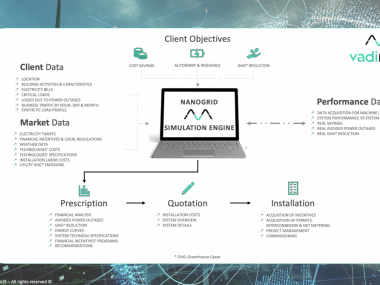 Client Objectives
COST SAVINGS
AUTONOMY & RESILIENCE
GHG* REDUCTION
vadi
Client Data
LOCATION
BUILDING ACTIVITIES & CHARACTERISTICS
ELECTRICITY BILLS
CRITICAL LOADS
LOSSES DUE TO POWER OUTAGES
BUSINESS TRAFFIC BY HOUR, DAY & MONTH
SYNTHETIC LOAD PROFILE
Market Data
ELECTRICITY TARIFFS
FINANCIAL INCENTIVES & LOCAL REGULATIONS
WEATHER DATA
TECHNOLOGIES' COSTS
TECHNOLOGIES' SPECIFICATIONS
INSTALLATION LABOR COSTS
UTILITY GHG* EMISSIONS
NANOGRID
SIMULATION ENGINE
Performance Da
DATA ACQUISITION FOR MACHINE L
SYSTEM PERFORMANCE VS SYSTEM
REAL SAVINGS
REAL AVOIDED POWER OUTAGES
REAL GHG* REDUCTION
Prescription
FINANCIAL ANALYSIS
AVOIDED POWER OUTAGES
GHG* REDUCTION
ENERGY CURVES
SYSTEM TECHNICAL SPECIFICATIONS
FINANCIAL INCENTIVES' PROGRAMS
RECOMMENDATIONS
Quotation
INSTALLATION COSTS
SYSTEM OVERVIEW
SYSTEM DETAILS
Installation
ACQUISITION OF INCENTIVES
ACQUISITION OF PERMITS,
INTERCONNEXION & NET METERING
PROJECT MANAGEMENT
COMMISSIONING
* GHG: Greenhouse Gases
- All rights reserved ©